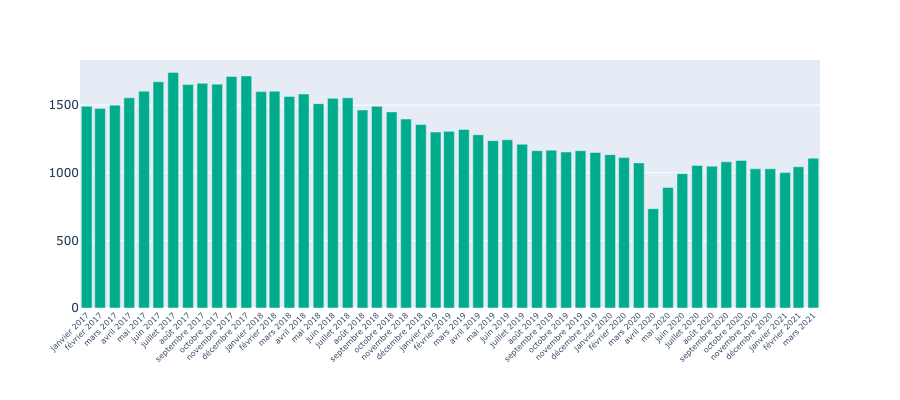 1500
1000
500
0
janvier 2017
février 2017
mars 2017
avril 2017
mai 2017
juin 2017
juillet 2017
août 2017
septembre 2017
octobre 2017
novembre 2017
décembre 2017
janvier 2018
février 2018
mars 2018
avril 2018
mai 2018
juin 2018
juillet 2018
août 2018
septembre 2018
octobre 2018
novembre 2018
décembre 2018
janvier 2019
février 2019
mars 2019
avril 2019
mai 2019
juin 2019
juillet 2019
août 2019
septembre 2019
octobre 2019
novembre 2019
décembre 2019
janvier 2020
février 2020
mars 2020
avril 2020
mai 2020
juin 2020
juillet 2020
août 2020
septembre 2020
octobre 2020
novembre 2020
décembre 2020
janvier 2021
février 2021
mars 2021